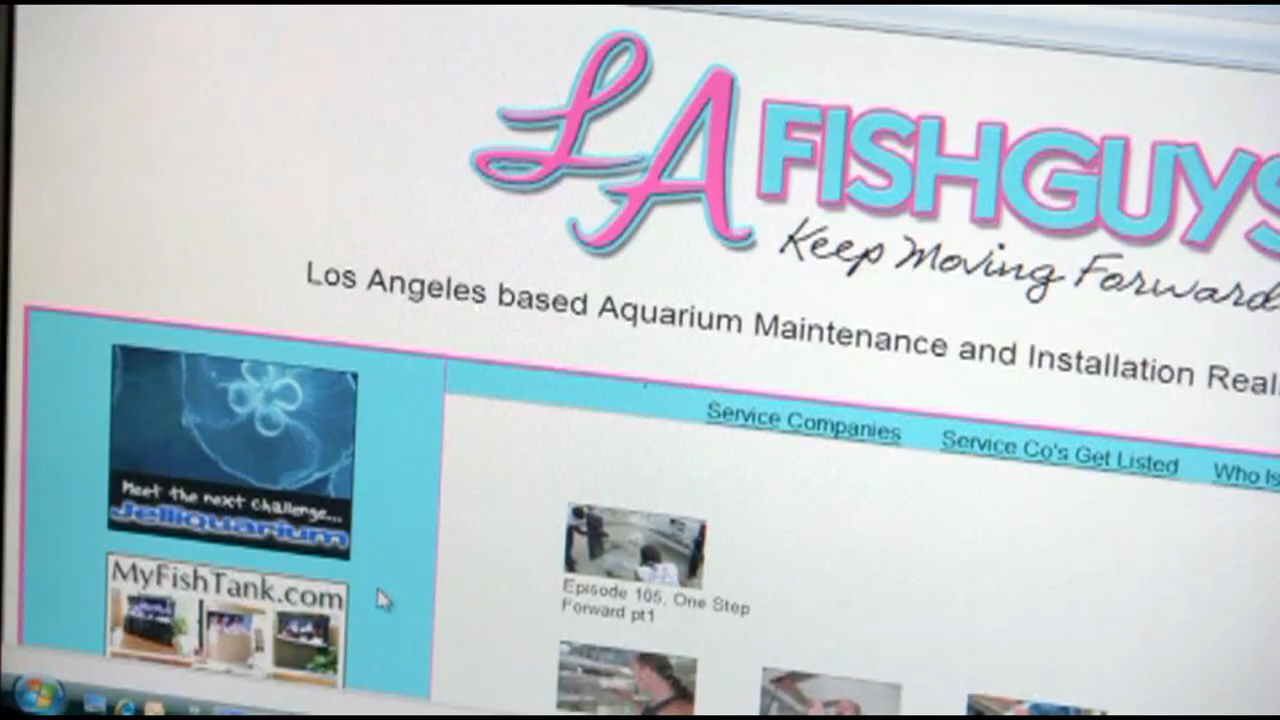 LA FISHGUYS
Keep Moving Forward
Los Angeles based Aquarium Maintenance and Installation Real
Service Companies Service Co's Get Listed Who Is
Meet the next challenge...
Jelliquarium
MyFishTank.com
Episode 105, One Step
Forward pt1